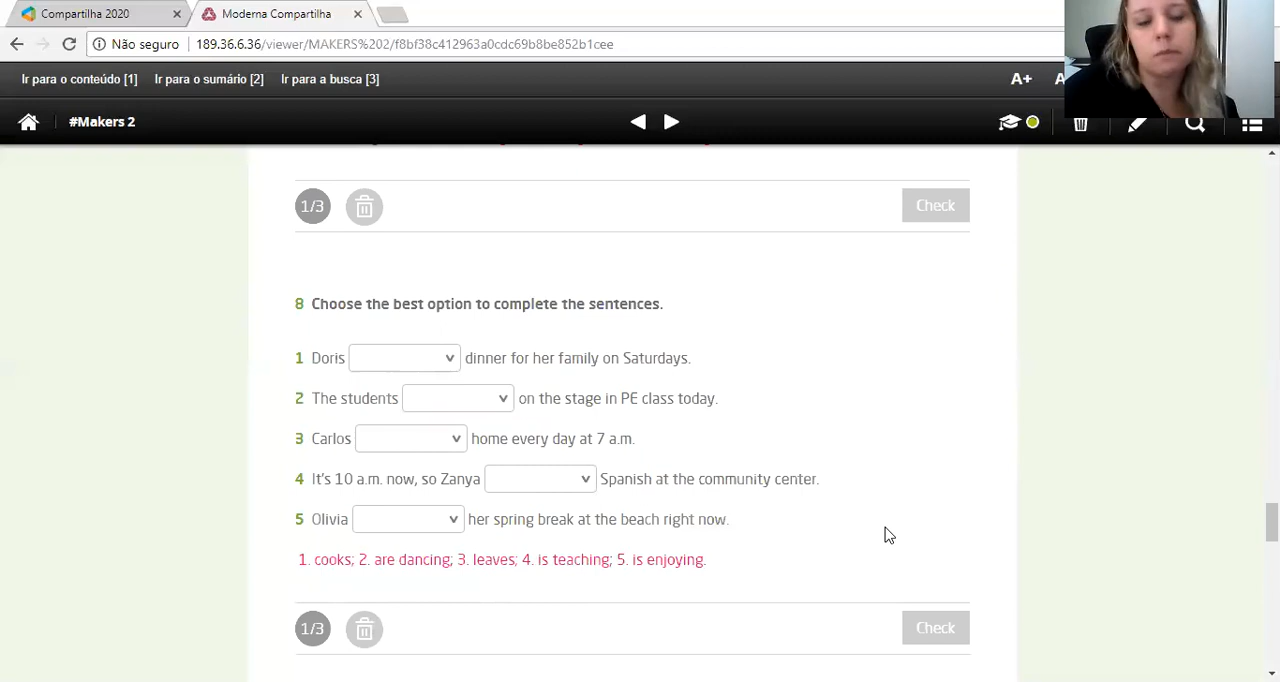 Compartilha 2020
Moderna Compartilha
Não seguro
189.36.6.36/viewer/MAKERS%202/f8bf38c412963a0cdc69b8be852b1cee
Ir para o conteúdo [1] Ir para o sumário [2] Ir para a busca [3]
A+
#Makers 2
1/3
Check
8 Choose the best option to complete the sentences.
1 Doris dinner for her family on Saturdays.
2 The students on the stage in PE class today.
3 Carlos home every day at 7 a.m.
4 It's 10 a.m. now, so Zanya Spanish at the community center.
5 Olivia her spring break at the beach right now.
1. cooks; 2. are dancing; 3. leaves; 4. is teaching; 5. is enjoying.
1/3
Check